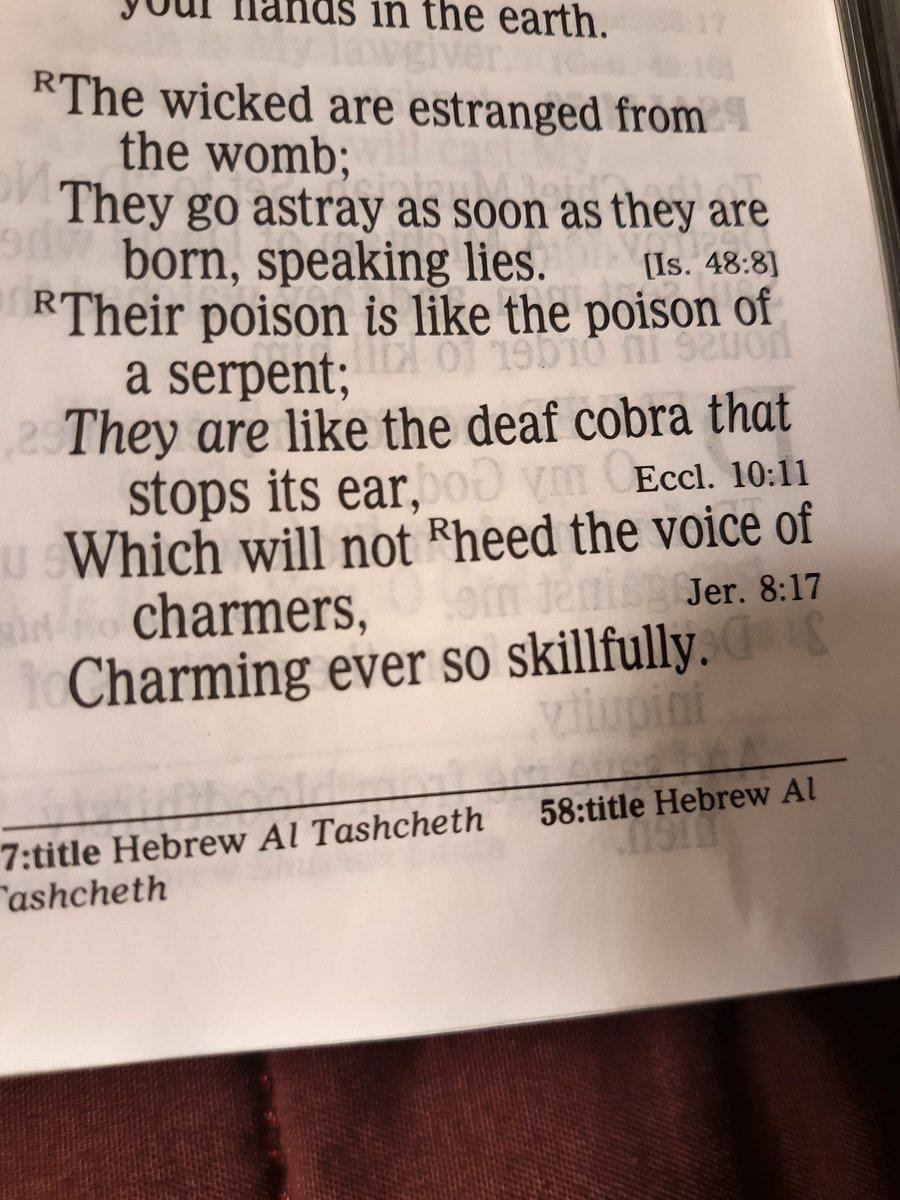 your hands in the earth.
RThe wicked are estranged from
the womb;
They go astray as soon as they are
born, speaking lies. [Is. 48:8]
RTheir poison is like the poison of
a serpent;
They are like the deaf cobra that
stops its ear, Eccl. 10:11
Which will not Rheed the voice of
charmers, Jer. 8:17
Charming ever so skillfully.
7:title Hebrew Al Tashcheth 58:title Hebrew Al
Tashcheth